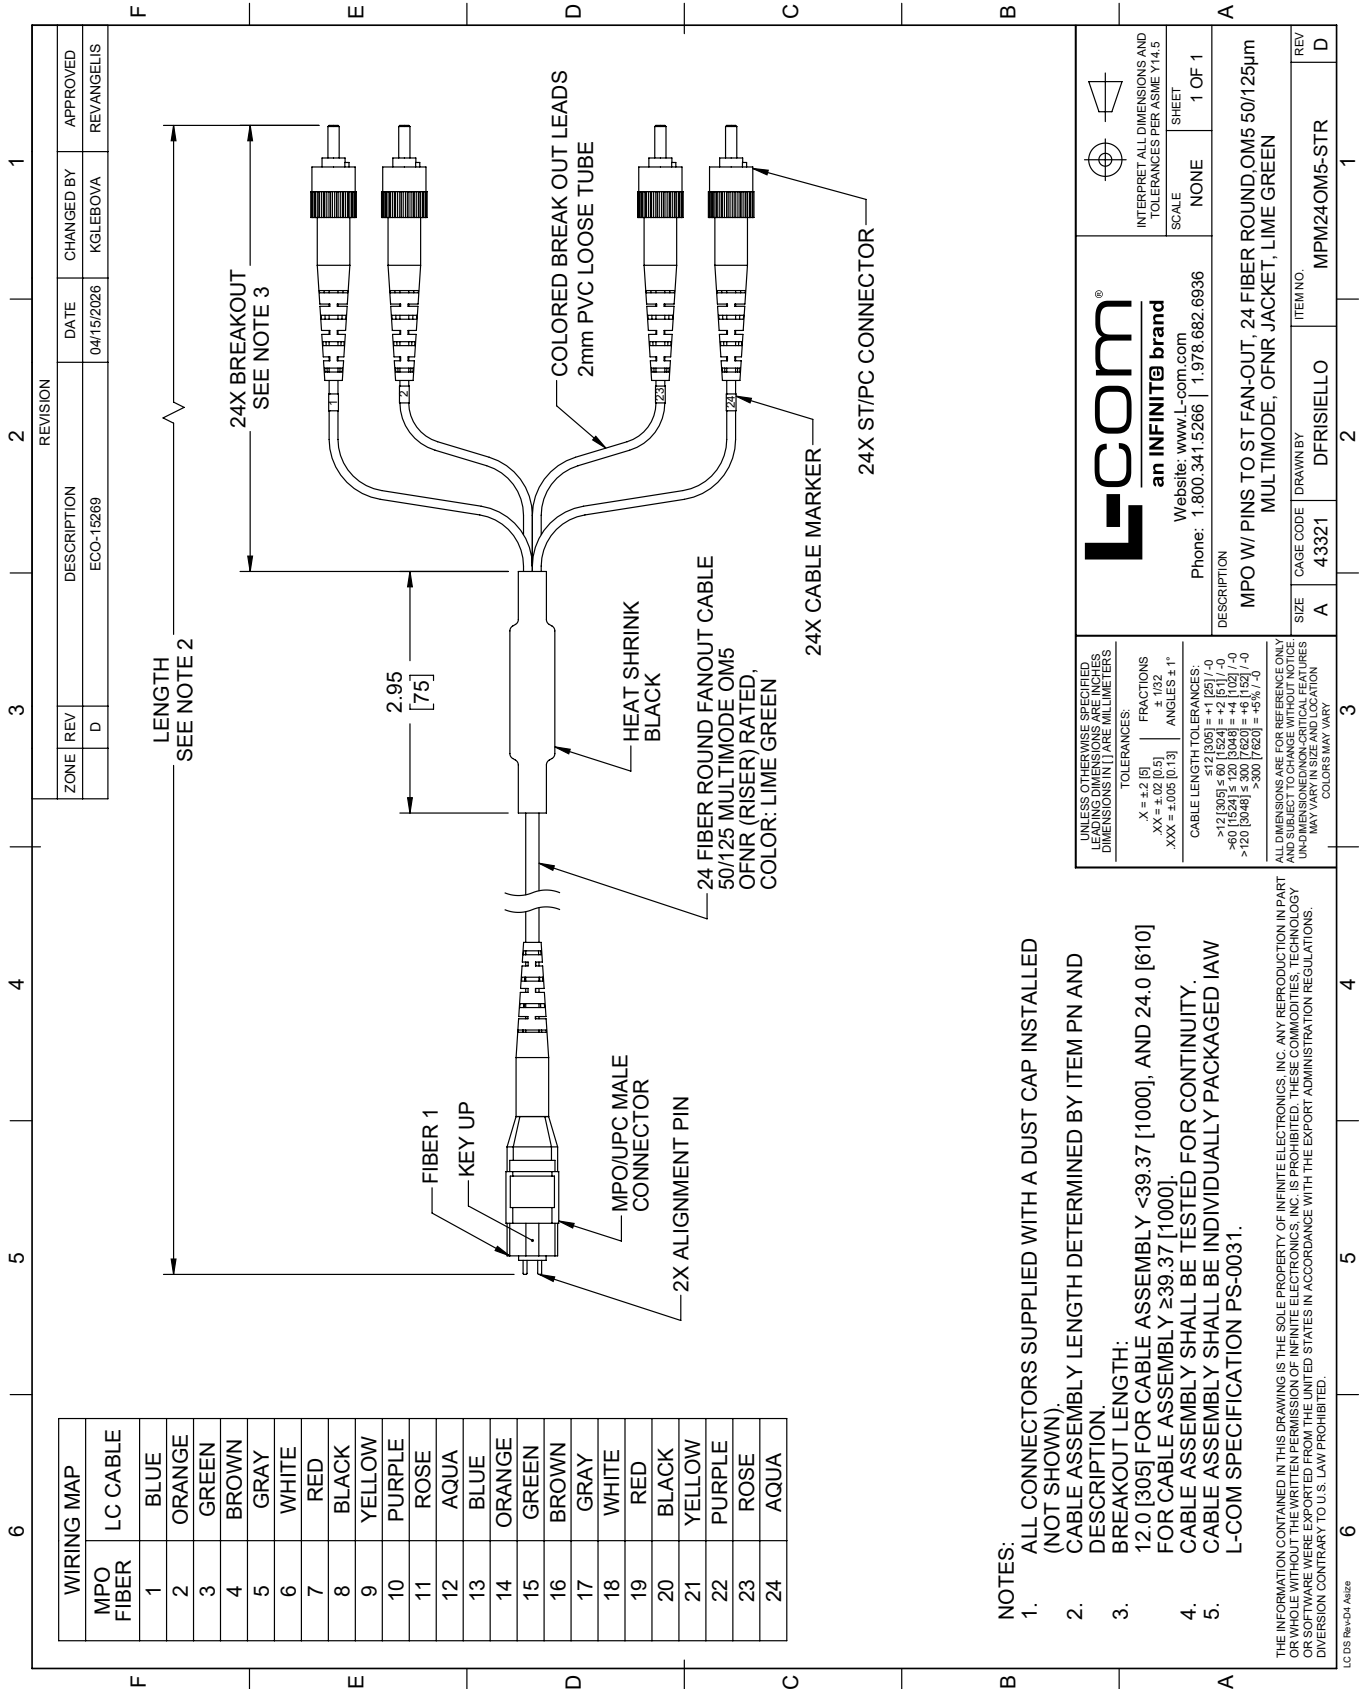 REVISION
ZONE REV DESCRIPTION DATE CHANGED BY APPROVED
D ECO-15269 04/15/2026 KGLEBOVA REVANGELIS
6 5 4 3 2 1
F E D C B A
WIRING MAP
MPO FIBER LC CABLE
1 BLUE
2 ORANGE
3 GREEN
4 BROWN
5 GRAY
6 WHITE
7 RED
8 BLACK
9 YELLOW
10 PURPLE
11 ROSE
12 AQUA
13 BLUE
14 ORANGE
15 GREEN
16 BROWN
17 GRAY
18 WHITE
19 RED
20 BLACK
21 YELLOW
22 PURPLE
23 ROSE
24 AQUA
LENGTH
SEE NOTE 2
24X BREAKOUT
SEE NOTE 3
2.95
[75]
FIBER 1
KEY UP
MPO/UPC MALE
CONNECTOR
2X ALIGNMENT PIN
24 FIBER ROUND FANOUT CABLE
50/125 MULTIMODE OM5
OFNR (RISER) RATED,
COLOR: LIME GREEN
HEAT SHRINK
BLACK
1
2
23
24
COLORED BREAK OUT LEADS
2mm PVC LOOSE TUBE
24X CABLE MARKER
24X ST/PC CONNECTOR
NOTES:
1. ALL CONNECTORS SUPPLIED WITH A DUST CAP INSTALLED
(NOT SHOWN).
2. CABLE ASSEMBLY LENGTH DETERMINED BY ITEM PN AND
DESCRIPTION.
3. BREAKOUT LENGTH:
12.0 [305] FOR CABLE ASSEMBLY <39.37 [1000], AND 24.0 [610]
FOR CABLE ASSEMBLY ≥39.37 [1000].
4. CABLE ASSEMBLY SHALL BE TESTED FOR CONTINUITY.
5. CABLE ASSEMBLY SHALL BE INDIVIDUALLY PACKAGED IAW
L-COM SPECIFICATION PS-0031.
THE INFORMATION CONTAINED IN THIS DRAWING IS THE SOLE PROPERTY OF INFINITE ELECTRONICS, INC. ANY REPRODUCTION IN PART
OR WHOLE WITHOUT THE WRITTEN PERMISSION OF INFINITE ELECTRONICS, INC. IS PROHIBITED. THESE COMMODITIES, TECHNOLOGY
OR SOFTWARE WERE EXPORTED FROM THE UNITED STATES IN ACCORDANCE WITH THE EXPORT ADMINISTRATION REGULATIONS.
DIVERSION CONTRARY TO U.S. LAW PROHIBITED.
UNLESS OTHERWISE SPECIFIED
LEADING DIMENSIONS ARE INCHES
DIMENSIONS IN [ ] ARE MILLIMETERS
TOLERANCES:
.X = ±.2 [5] FRACTIONS
.XX = ±.02 [0.5] ± 1/32
.XXX = ±.005 [0.13] ANGLES ± 1°
CABLE LENGTH TOLERANCES:
≤12 [305] = +1 [25] / -0
>12 [305] ≤ 60 [1524] = +2 [51] / -0
>60 [1524] ≤ 120 [3048] = +4 [102] / -0
>120 [3048] ≤ 300 [7620] = +6 [152] / -0
>300 [7620] = +5% / -0
ALL DIMENSIONS ARE FOR REFERENCE ONLY
AND SUBJECT TO CHANGE WITHOUT NOTICE.
UN-DIMENSIONED/NON-CRITICAL FEATURES
MAY VARY IN SIZE AND LOCATION
COLORS MAY VARY
L-com®
an INFINITE brand
Website: www.L-com.com
Phone: 1.800.341.5266 | 1.978.682.6936
INTERPRET ALL DIMENSIONS AND
TOLERANCES PER ASME Y14.5
SCALE NONE SHEET 1 OF 1
DESCRIPTION
MPO W/ PINS TO ST FAN-OUT, 24 FIBER ROUND,OM5 50/125µm
MULTIMODE, OFNR JACKET, LIME GREEN
SIZE A CAGE CODE 43321 DRAWN BY DFRISIELLO ITEM NO. MPM24OM5-STR REV D
F E D C B A
6 5 4 3 2 1
LC DS Rev-D4 Asize